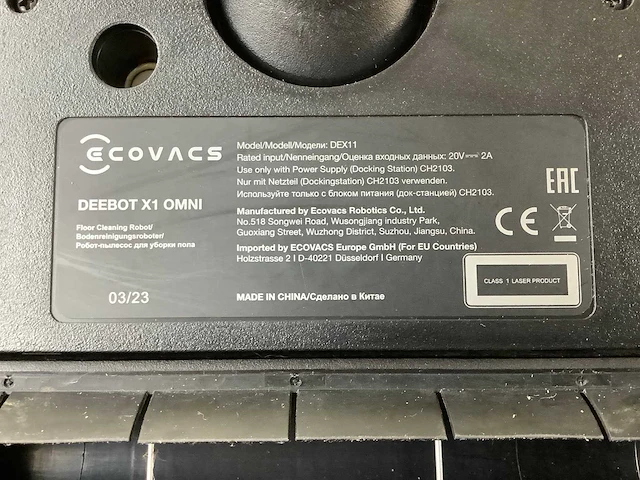 ECOVACS
DEEBOT X1 OMNI
Floor Cleaning Robot/
Bodenreinigungsroboter/
Робот-пылесос для уборки пола
03/23
Model/Modell/Модели: DEX11
Rated input/Nenneingang/Оценка входных данных: 20V⎓ 2A
Use only with Power Supply (Docking Station) CH2103.
Nur mit Netzteil (Dockingstation) CH2103 verwenden.
Используйте только с блоком питания (док-станцией) CH2103.
Manufactured by Ecovacs Robotics Co., Ltd.
No.518 Songwei Road, Wusongjiang industry Park,
Guoxiang Street, Wuzhong District, Suzhou, Jiangsu, China.
Imported by ECOVACS Europe GmbH (For EU Countries)
Holzstrasse 2 I D-40221 Düsseldorf I Germany
MADE IN CHINA/Сделано в Китае
EAC
CE
CLASS 1 LASER PRODUCT